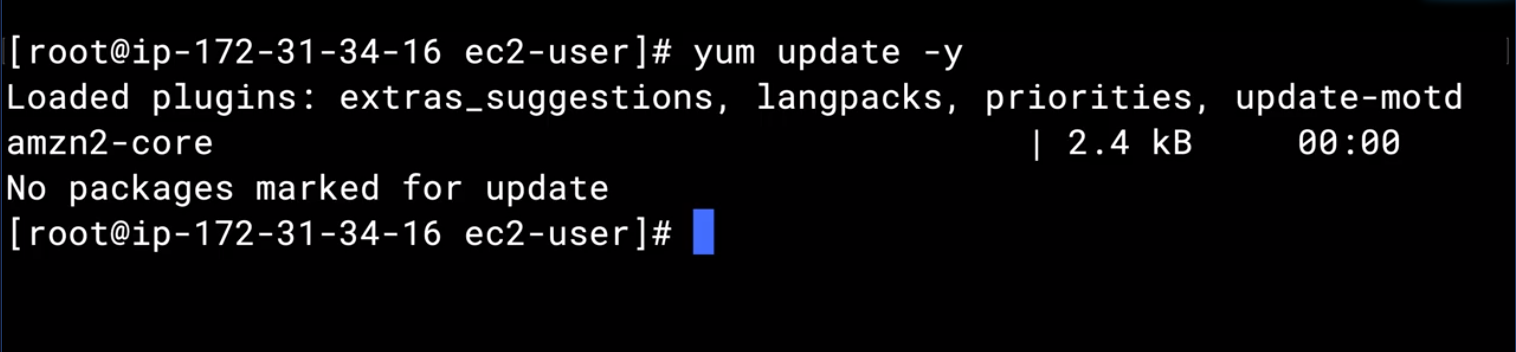 [root@ip-172-31-34-16 ec2-user]# yum update -y
Loaded plugins: extras_suggestions, langpacks, priorities, update-motd
amzn2-core | 2.4 kB 00:00
No packages marked for update
[root@ip-172-31-34-16 ec2-user]#